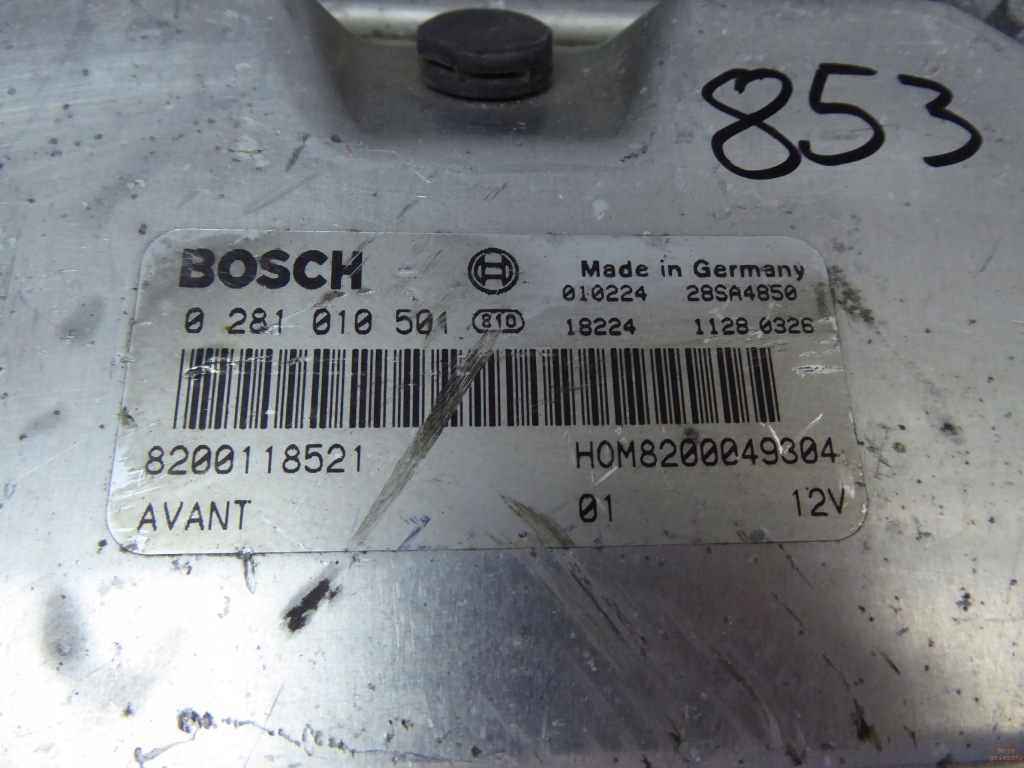 853
BOSCH Made in Germany
010224 28SA4850
0 281 010 501 810 18224 1128 0326
8200118521 HOM8200049304
AVANT 01 12V